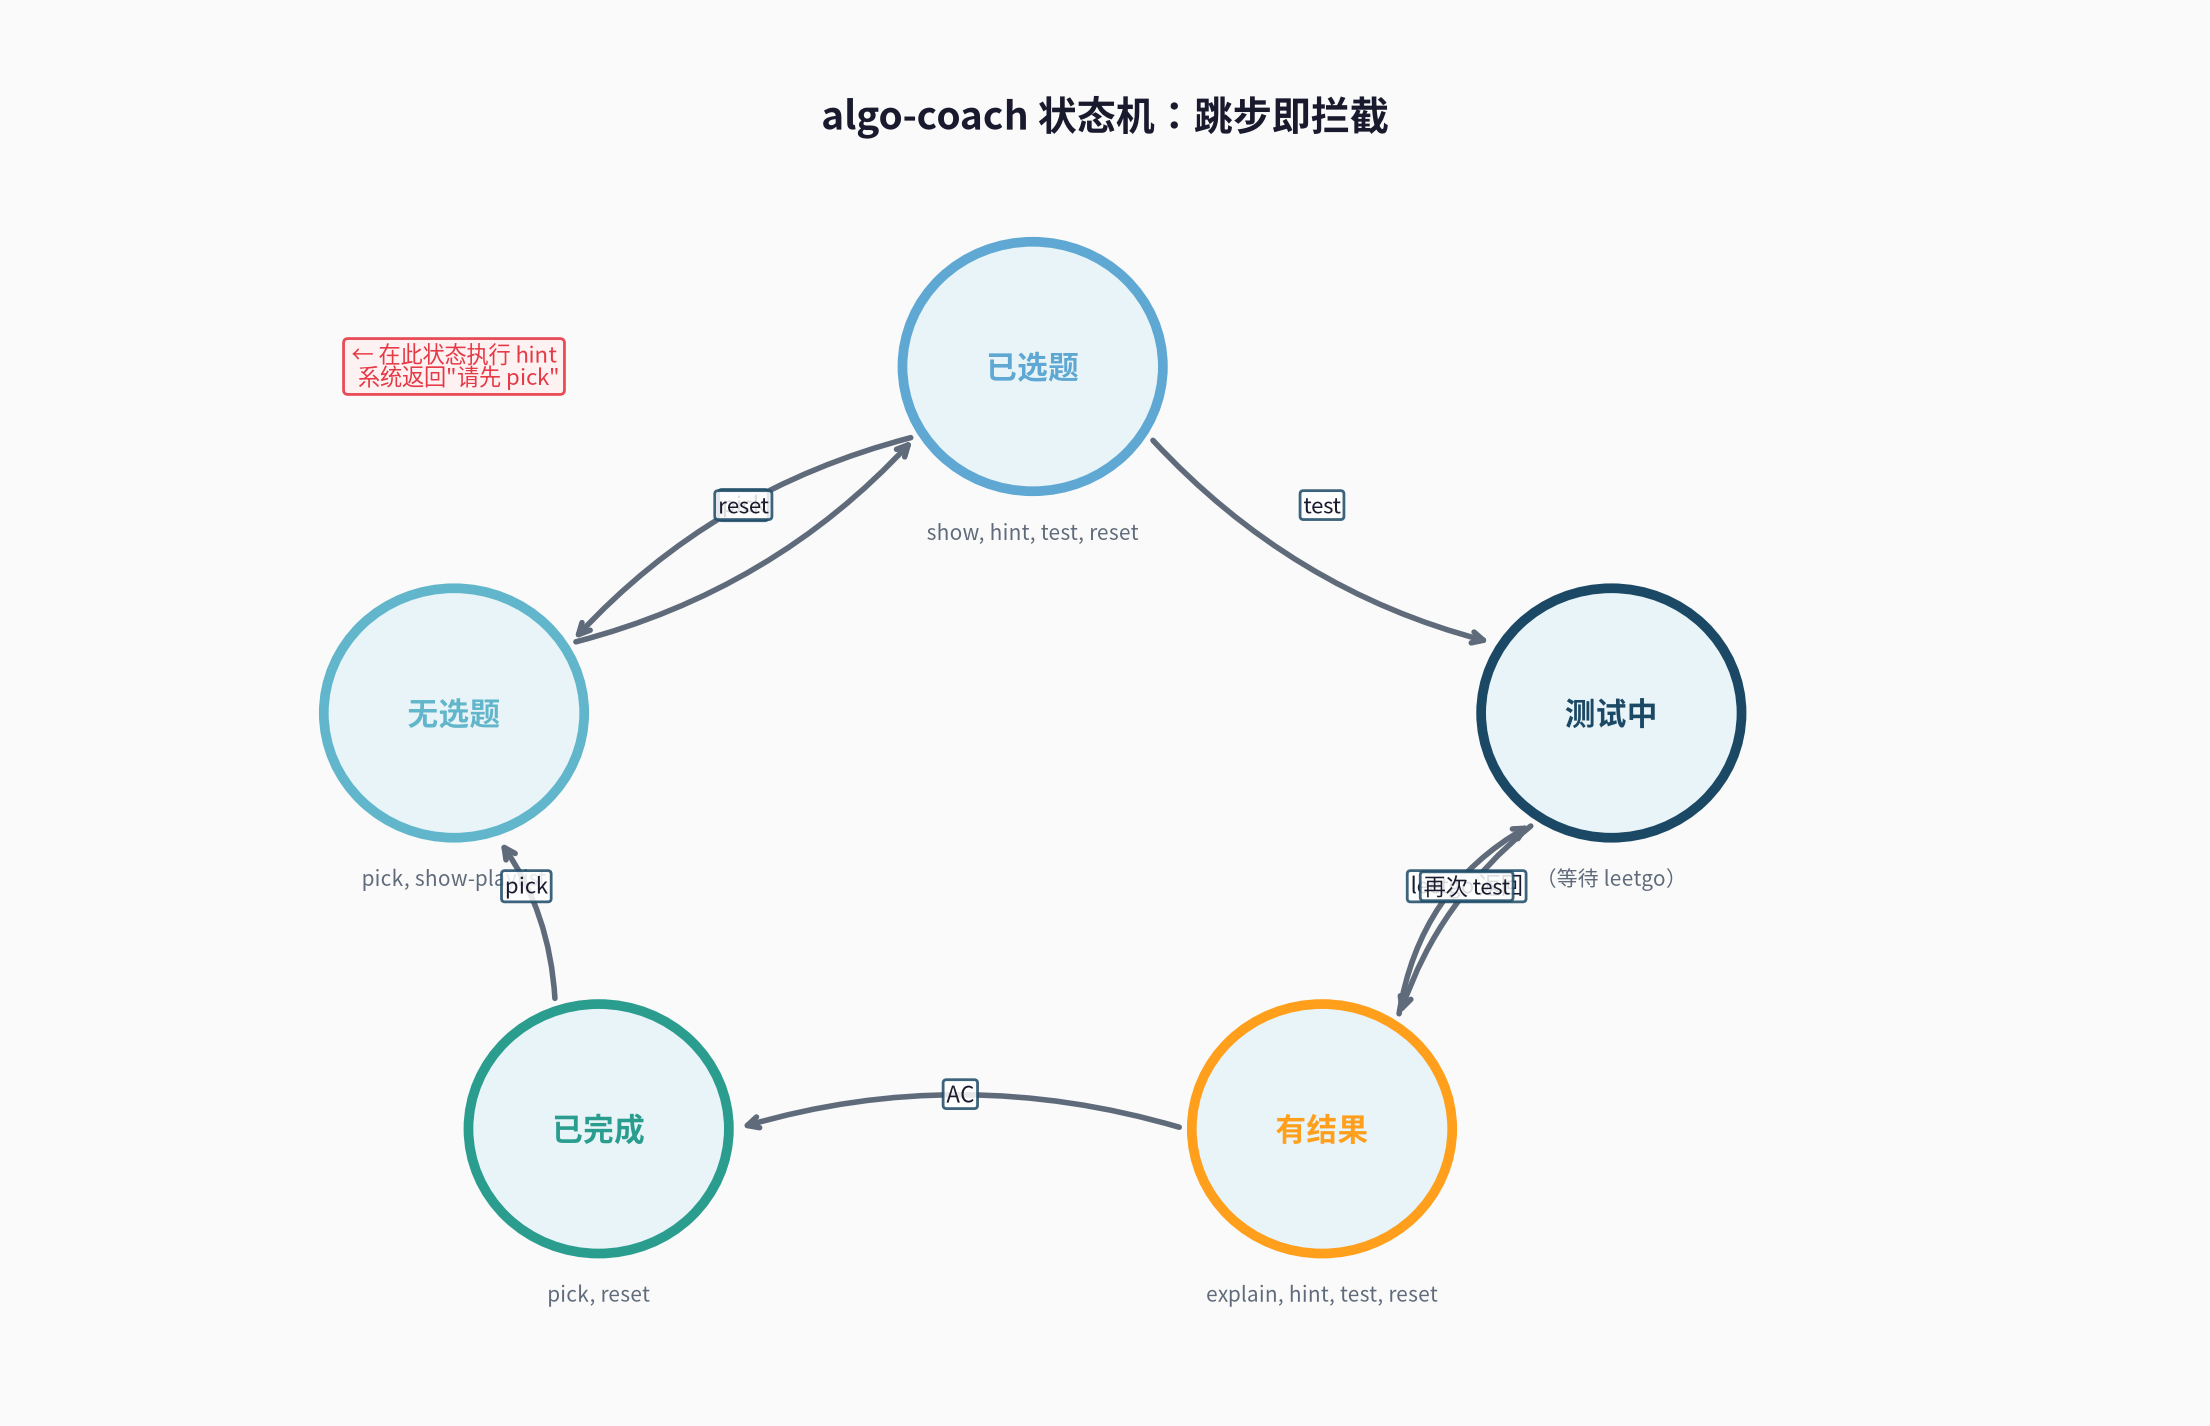 algo-coach 状态机：跳步即拦截
已选题
← 在此状态执行 hint
系统返回"请先 pick"
reset
test
show, hint, test, reset
无选题
测试中
pick,
pick
再次 test
（等待 leetgo）
AC
已完成
有结果
pick, reset
explain, hint, test, reset